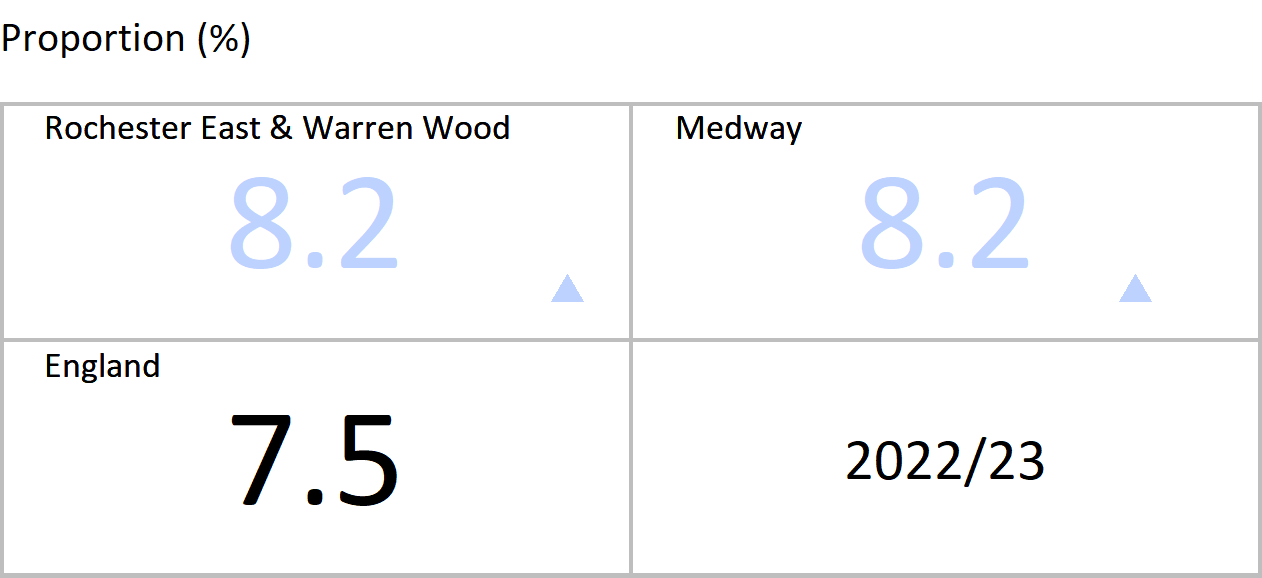 Proportion (%)
Rochester East & Warren Wood
8.2
Medway
8.2
England
7.5
2022/23